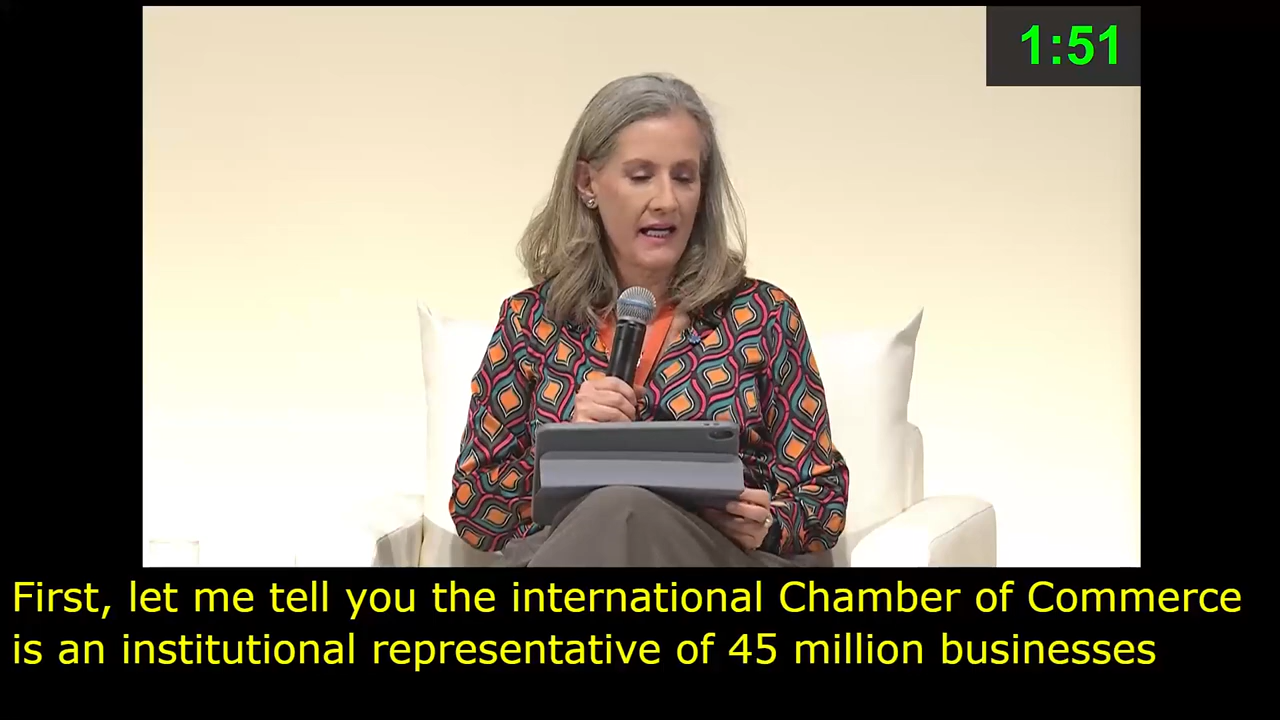 1:51
First, let me tell you the international Chamber of Commerce
is an institutional representative of 45 million businesses